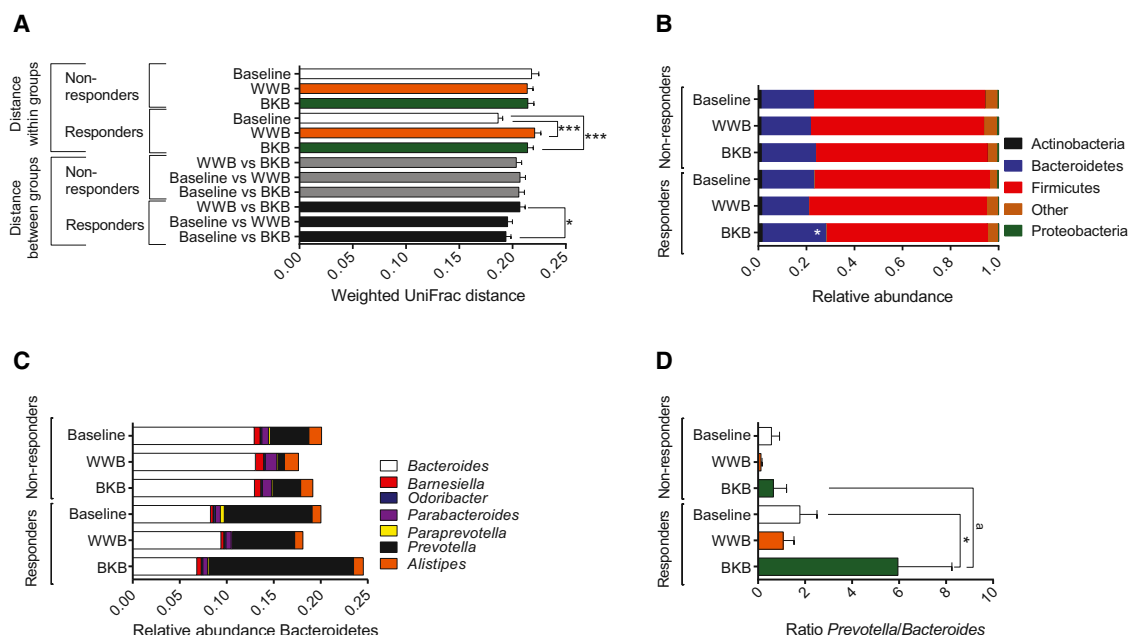 A
Distance within groups
Non-responders
Baseline
WWB
BKB
Responders
Baseline
WWB
BKB
***
***
Distance between groups
Non-responders
WWB vs BKB
Baseline vs WWB
Baseline vs BKB
Responders
WWB vs BKB
Baseline vs WWB
Baseline vs BKB
*
0.00 0.05 0.10 0.15 0.20 0.25
Weighted UniFrac distance
B
Non-responders
Baseline
WWB
BKB
Responders
Baseline
WWB
BKB
*
0.0 0.2 0.4 0.6 0.8 1.0
Relative abundance
Actinobacteria
Bacteroidetes
Firmicutes
Other
Proteobacteria
C
Non-responders
Baseline
WWB
BKB
Responders
Baseline
WWB
BKB
0.00 0.05 0.10 0.15 0.20 0.25
Relative abundance Bacteroidetes
Bacteroides
Barnesiella
Odoribacter
Parabacteroides
Paraprevotella
Prevotella
Alistipes
D
Non-responders
Baseline
WWB
BKB
Responders
Baseline
WWB
BKB
*
a
0 2 4 6 8 10
Ratio Prevotella/Bacteroides